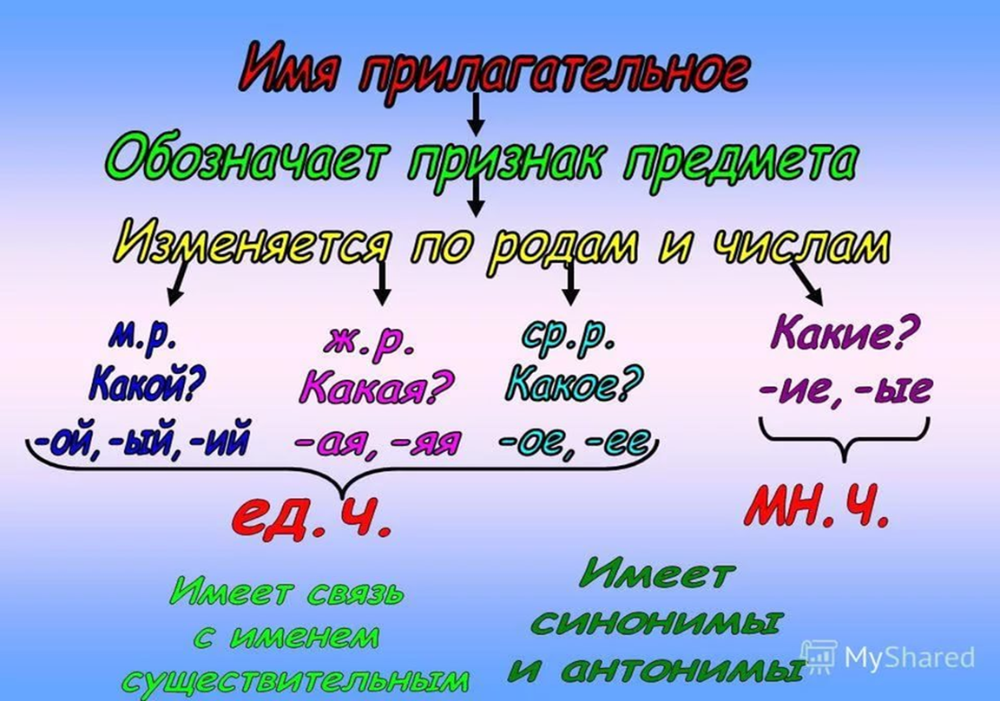 Имя прилагательное
Обозначает признак предмета
Изменяется по родам и числам
м.р.
Какой?
-ой,-ый,-ий
ж.р.
Какая?
-ая,-яя
ср.р.
Какое?
-ое,-ее
Какие?
-ие,-ые
ед.ч.
мн.ч.
Имеет связь
с именем
существительным
Имеет
синонимы
и антонимы
MyShared